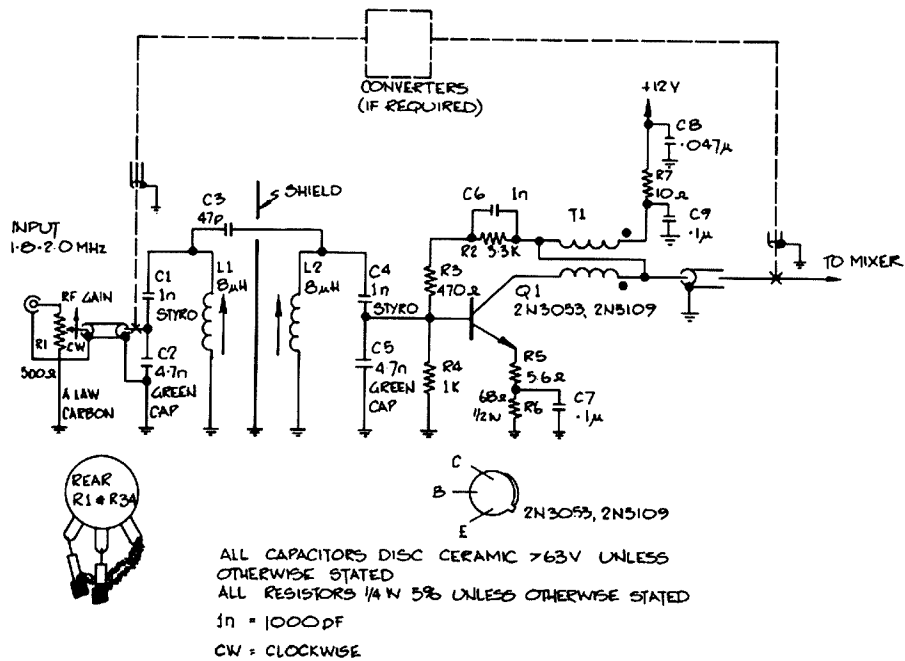 CONVERTERS
(IF REQUIRED)
+12V
C8
.047µ
R7
10Ω
C9
.1µ
C6
1n
T1
R2 3.3K
C3
47p
SHIELD
INPUT
1.8-2.0 MHz
TO MIXER
C1
1n
STYRO
L1
8µH
L2
8µH
C4
1n
STYRO
R3
470Ω
Q1
2N3053, 2N5109
RF GAIN
R1
CW
500Ω
A LAW
CARBON
C2
4.7n
GREEN
CAP
C5
4.7n
GREEN
CAP
R4
1K
R5
5.6Ω
68Ω
1/2W
R6
C7
.1µ
REAR
R1 & R34
C
B
E
2N3053, 2N5109
ALL CAPACITORS DISC CERAMIC >63V UNLESS
OTHERWISE STATED
ALL RESISTORS 1/4 W 5% UNLESS OTHERWISE STATED
1n = 1000pF
CW = CLOCKWISE